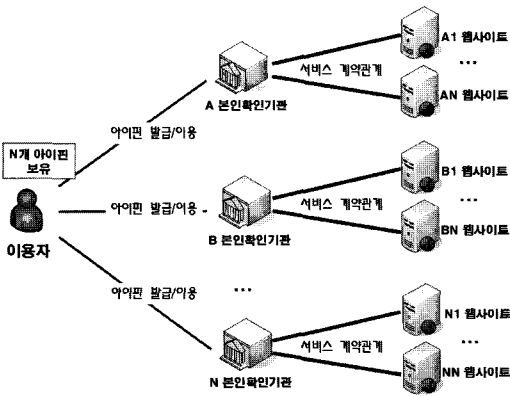 A1 웹사이트
서비스 계약관계
...
AN 웹사이트
A 본인확인기관
아이핀 발급/이용
N개 아이핀
보유
B1 웹사이트
아이핀 발급/이용
서비스 계약관계
...
이용자
B 본인확인기관
BN 웹사이트
아이핀 발급/이용
...
N1 웹사이트
서비스 계약관계
...
N 본인확인기관
NN 웹사이트